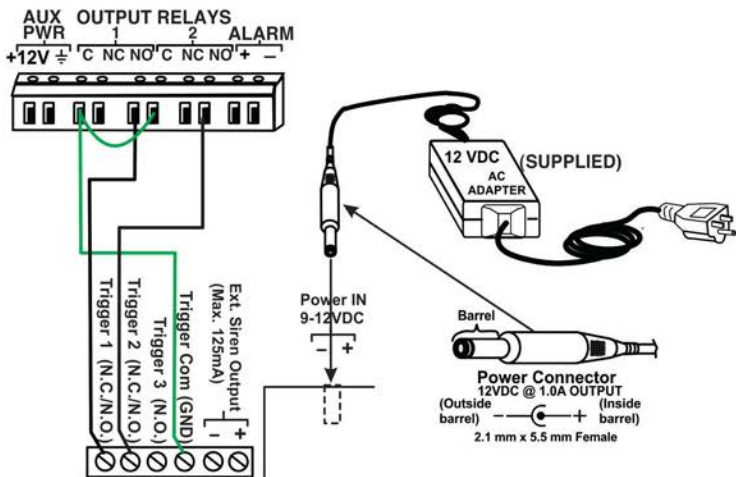 AUX OUTPUT RELAYS
PWR 1 2 ALARM
+12V C NC NO C NC NO + –
12 VDC
(SUPPLIED)
AC
ADAPTER
Power IN
9-12VDC
– +
Trigger 1 (N.C./N.O.)
Trigger 2 (N.C./N.O.)
Trigger 3 (N.O.)
Trigger Com (GND)
Ext. Siren Output
(Max. 125mA)
– +
Barrel
Power Connector
12VDC @ 1.0A OUTPUT
(Outside barrel) – + (Inside barrel)
2.1 mm x 5.5 mm Female